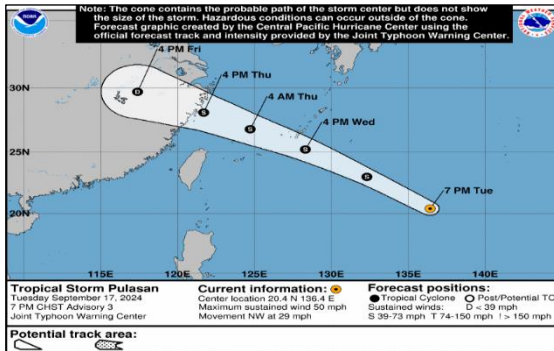 Note: The cone contains the probable path of the storm center but does not show
the size of the storm. Hazardous conditions can occur outside of the cone.
Forecast graphic created by the Central Pacific Hurricane Center using the
official forecast track and intensity provided by the Joint Typhoon Warning Center.
NOAA
4 PM Fri
D
4 PM Thu
S
30N
4 AM Thu
S
4 PM Wed
S
25N
S
7 PM Tue
20N
115E 120E 125E 130E 135E 140E
Tropical Storm Pulasan
Tuesday September 17, 2024
7 PM CHST Advisory 3
Joint Typhoon Warning Center
Current information:
Center location 20.4 N 136.4 E
Maximum sustained wind 50 mph
Movement NW at 29 mph
Forecast positions:
Tropical Cyclone Post/Potential TC
Sustained winds: D < 39 mph
S 39-73 mph T 74-150 mph ! > 150 mph
Potential track area: